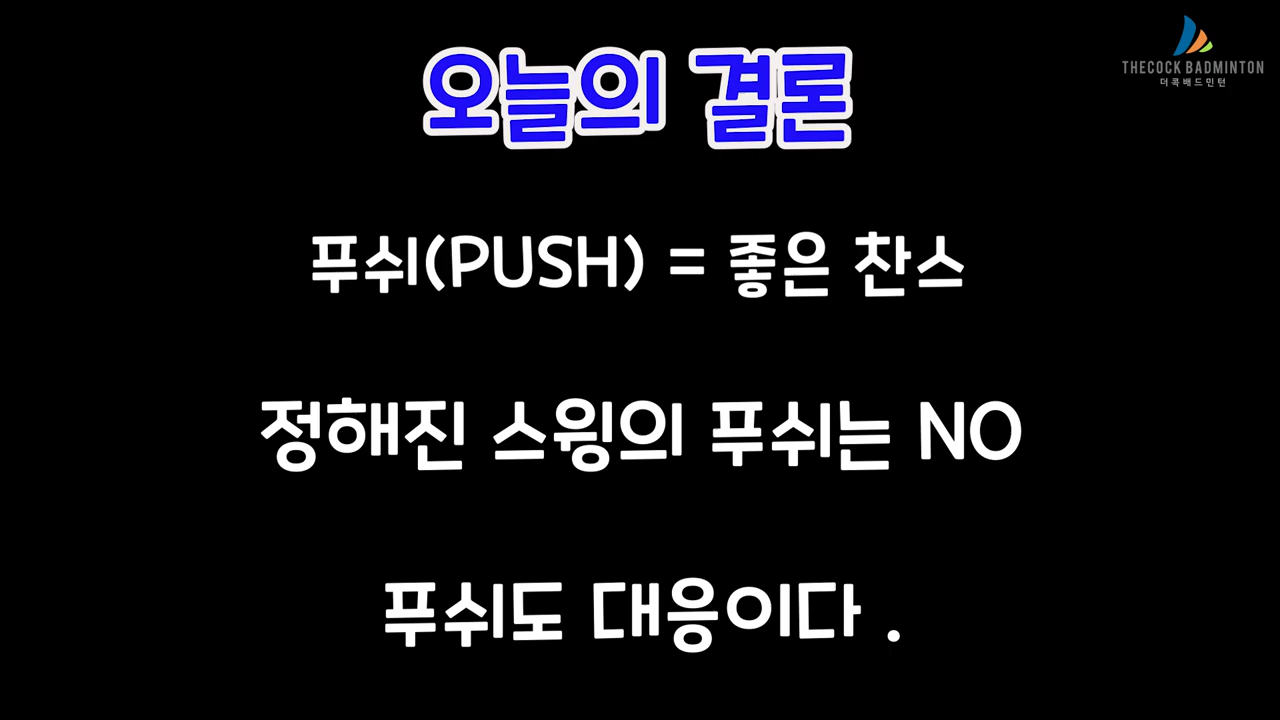 THECOCK BADMINTON
더콕배드민턴
오늘의 결론
푸쉬(PUSH) = 좋은 찬스
정해진 스윙의 푸쉬는 NO
푸쉬도 대응이다 .